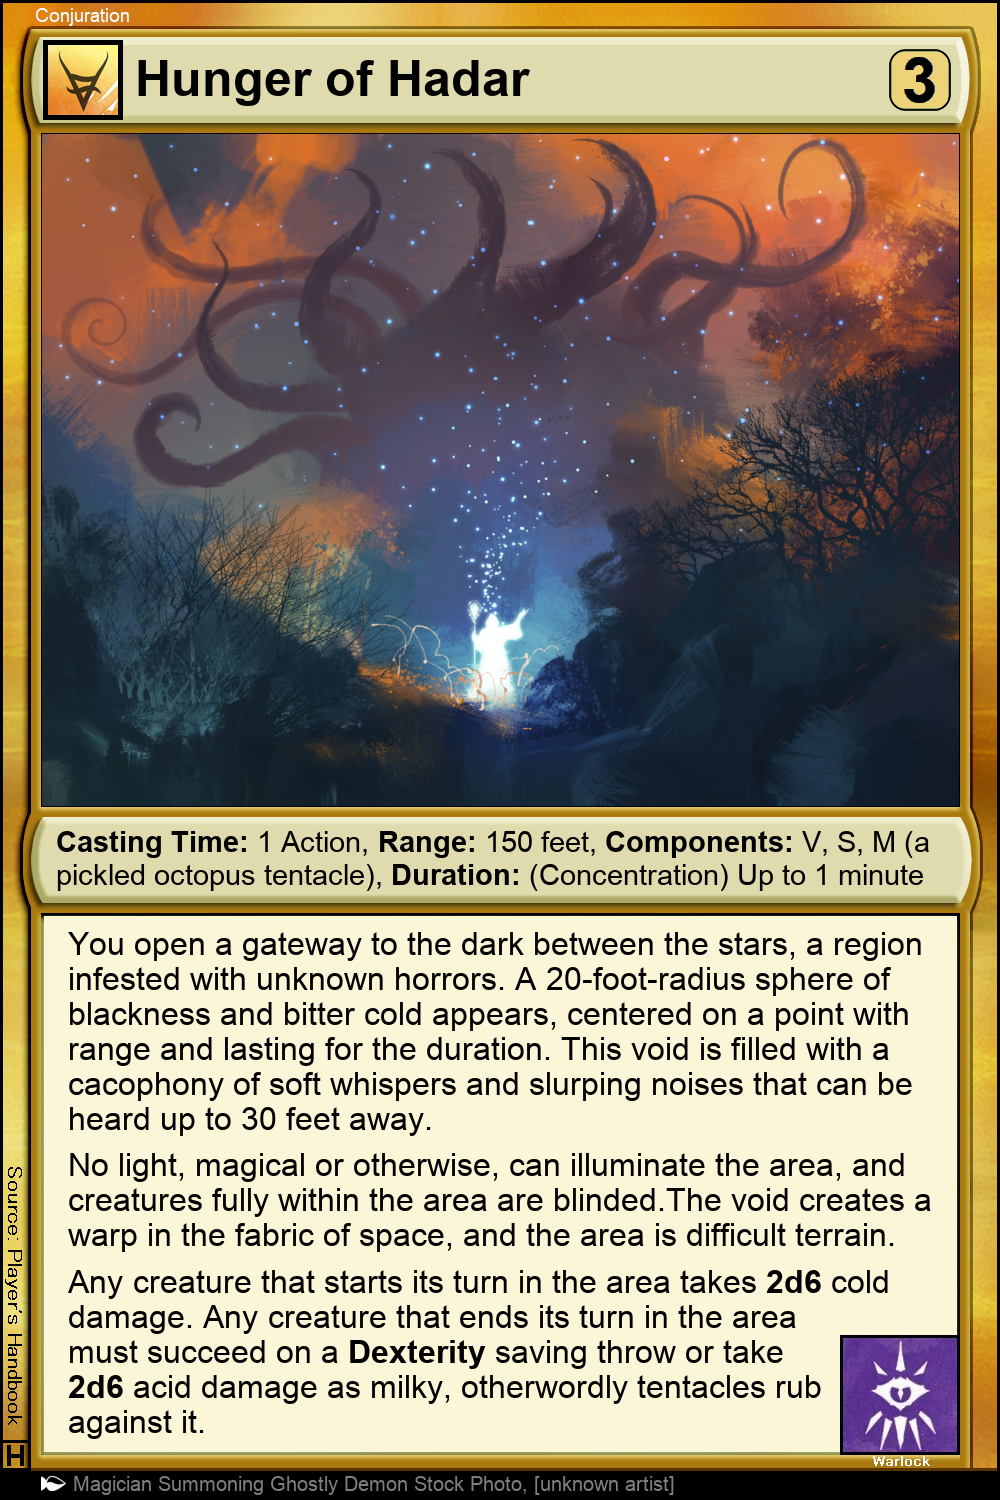 Conjuration
Hunger of Hadar
3
Casting Time: 1 Action, Range: 150 feet, Components: V, S, M (a
pickled octopus tentacle), Duration: (Concentration) Up to 1 minute
You open a gateway to the dark between the stars, a region
infested with unknown horrors. A 20-foot-radius sphere of
blackness and bitter cold appears, centered on a point with
range and lasting for the duration. This void is filled with a
cacophony of soft whispers and slurping noises that can be
heard up to 30 feet away.
No light, magical or otherwise, can illuminate the area, and
creatures fully within the area are blinded.The void creates a
warp in the fabric of space, and the area is difficult terrain.
Any creature that starts its turn in the area takes 2d6 cold
damage. Any creature that ends its turn in the area
must succeed on a Dexterity saving throw or take
2d6 acid damage as milky, otherwordly tentacles rub
against it.
Warlock
Source: Player's Handbook
H
Magician Summoning Ghostly Demon Stock Photo, [unknown artist]